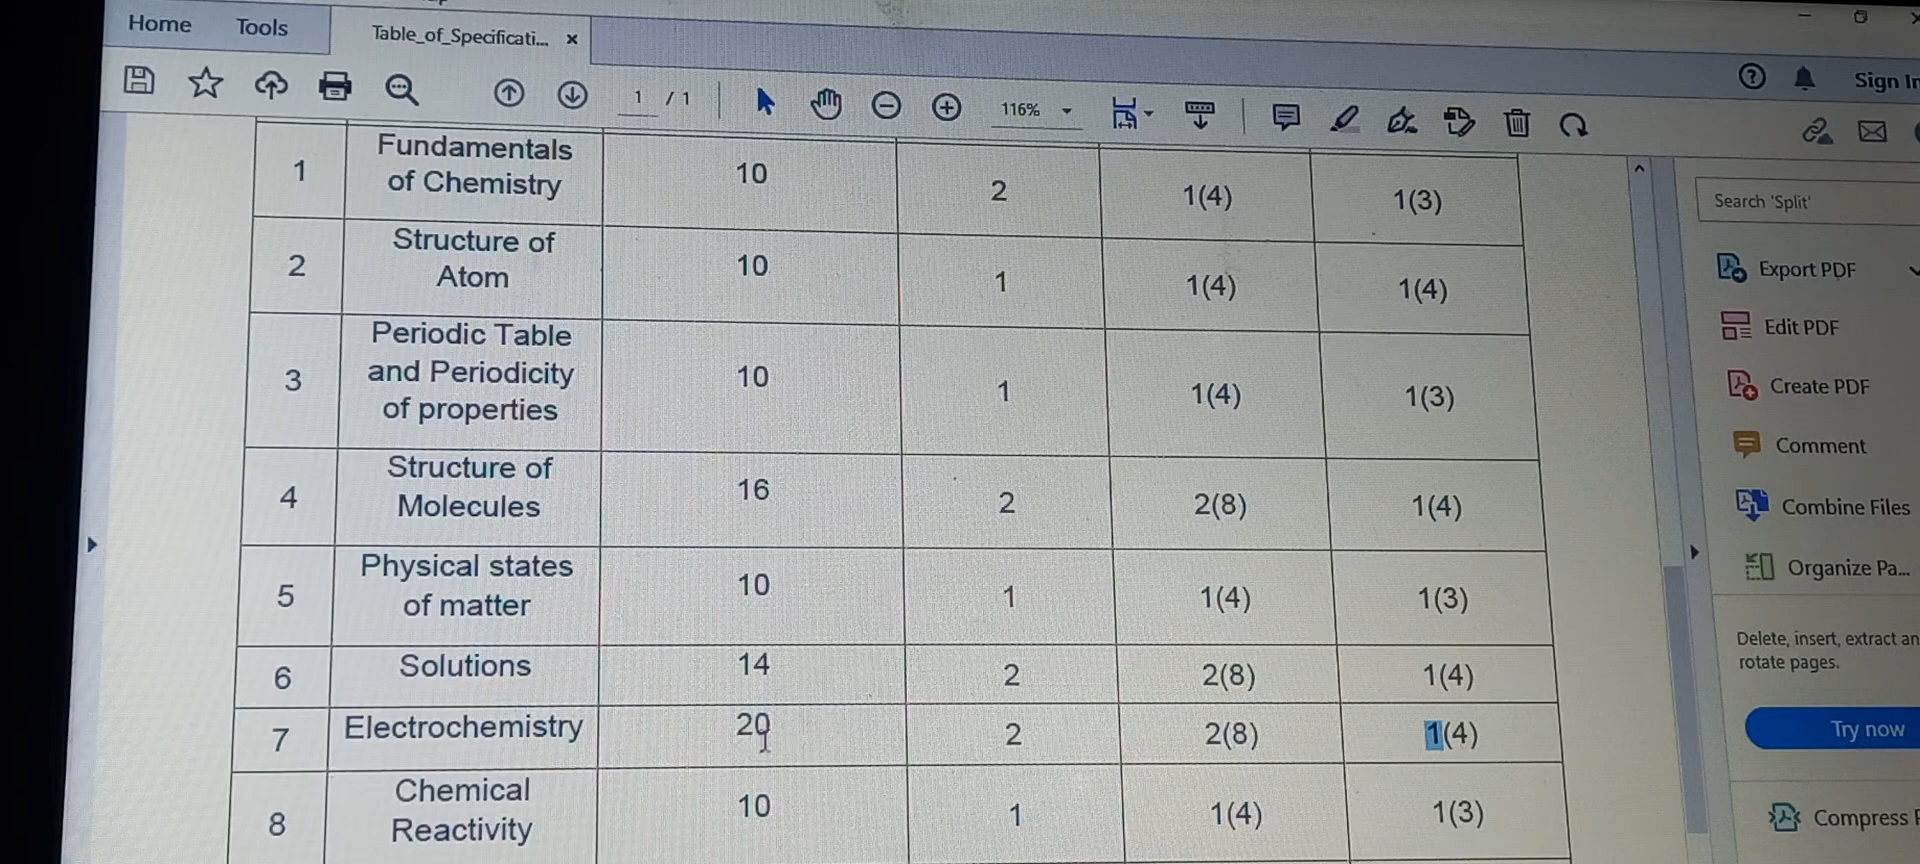 Home Tools Table_of_Specificati... x
1 / 1 116% Sign In
1 Fundamentals of Chemistry 10 2 1(4) 1(3)
2 Structure of Atom 10 1 1(4) 1(4)
3 Periodic Table and Periodicity of properties 10 1 1(4) 1(3)
4 Structure of Molecules 16 2 2(8) 1(4)
5 Physical states of matter 10 1 1(4) 1(3)
6 Solutions 14 2 2(8) 1(4)
7 Electrochemistry 20 2 2(8) 1(4)
8 Chemical Reactivity 10 1 1(4) 1(3)
Search 'Split'
Export PDF
Edit PDF
Create PDF
Comment
Combine Files
Organize Pa...
Delete, insert, extract an
rotate pages.
Try now
Compress